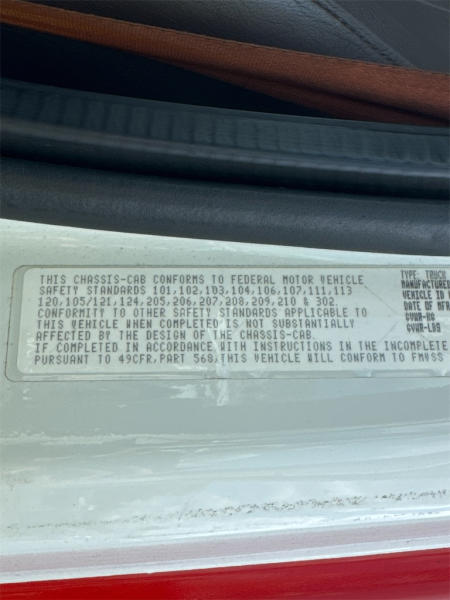 THIS CHASSIS-CAB CONFORMS TO FEDERAL MOTOR VEHICLE
SAFETY STANDARDS 101,102,103,104,106,107,111,113
120,105/121,124,205,206,207,208,209,210 & 302.
CONFORMITY TO OTHER SAFETY STANDARDS APPLICABLE TO
THIS VEHICLE WHEN COMPLETED IS NOT SUBSTANTIALLY
AFFECTED BY THE DESIGN OF THE CHASSIS-CAB.
IF COMPLETED IN ACCORDANCE WITH INSTRUCTIONS IN THE INCOMPLETE
PURSUANT TO 49CFR,PART 568,THIS VEHICLE WILL CONFORM TO FMVSS
TYPE: TRUCK
MANUFACTURED
VEHICLE ID
DATE OF MFR
GVWR-KG
GVWR-LBS